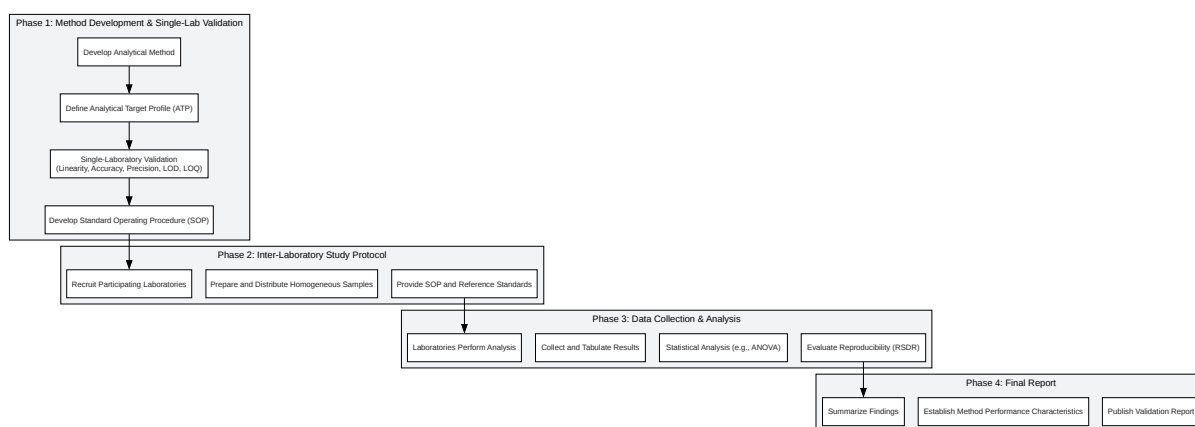 Phase 1: Method Development & Single-Lab Validation
Develop Analytical Method
Define Analytical Target Profile (ATP)
Single-Laboratory Validation
(Linearity, Accuracy, Precision, LOD, LOQ)
Develop Standard Operating Procedure (SOP)
Phase 2: Inter-Laboratory Study Protocol
Recruit Participating Laboratories
Prepare and Distribute Homogeneous Samples
Provide SOP and Reference Standards
Phase 3: Data Collection & Analysis
Laboratories Perform Analysis
Collect and Tabulate Results
Statistical Analysis (e.g., ANOVA)
Evaluate Reproducibility (RSDR)
Phase 4: Final Report
Summarize Findings
Establish Method Performance Characteristics
Publish Validation Report